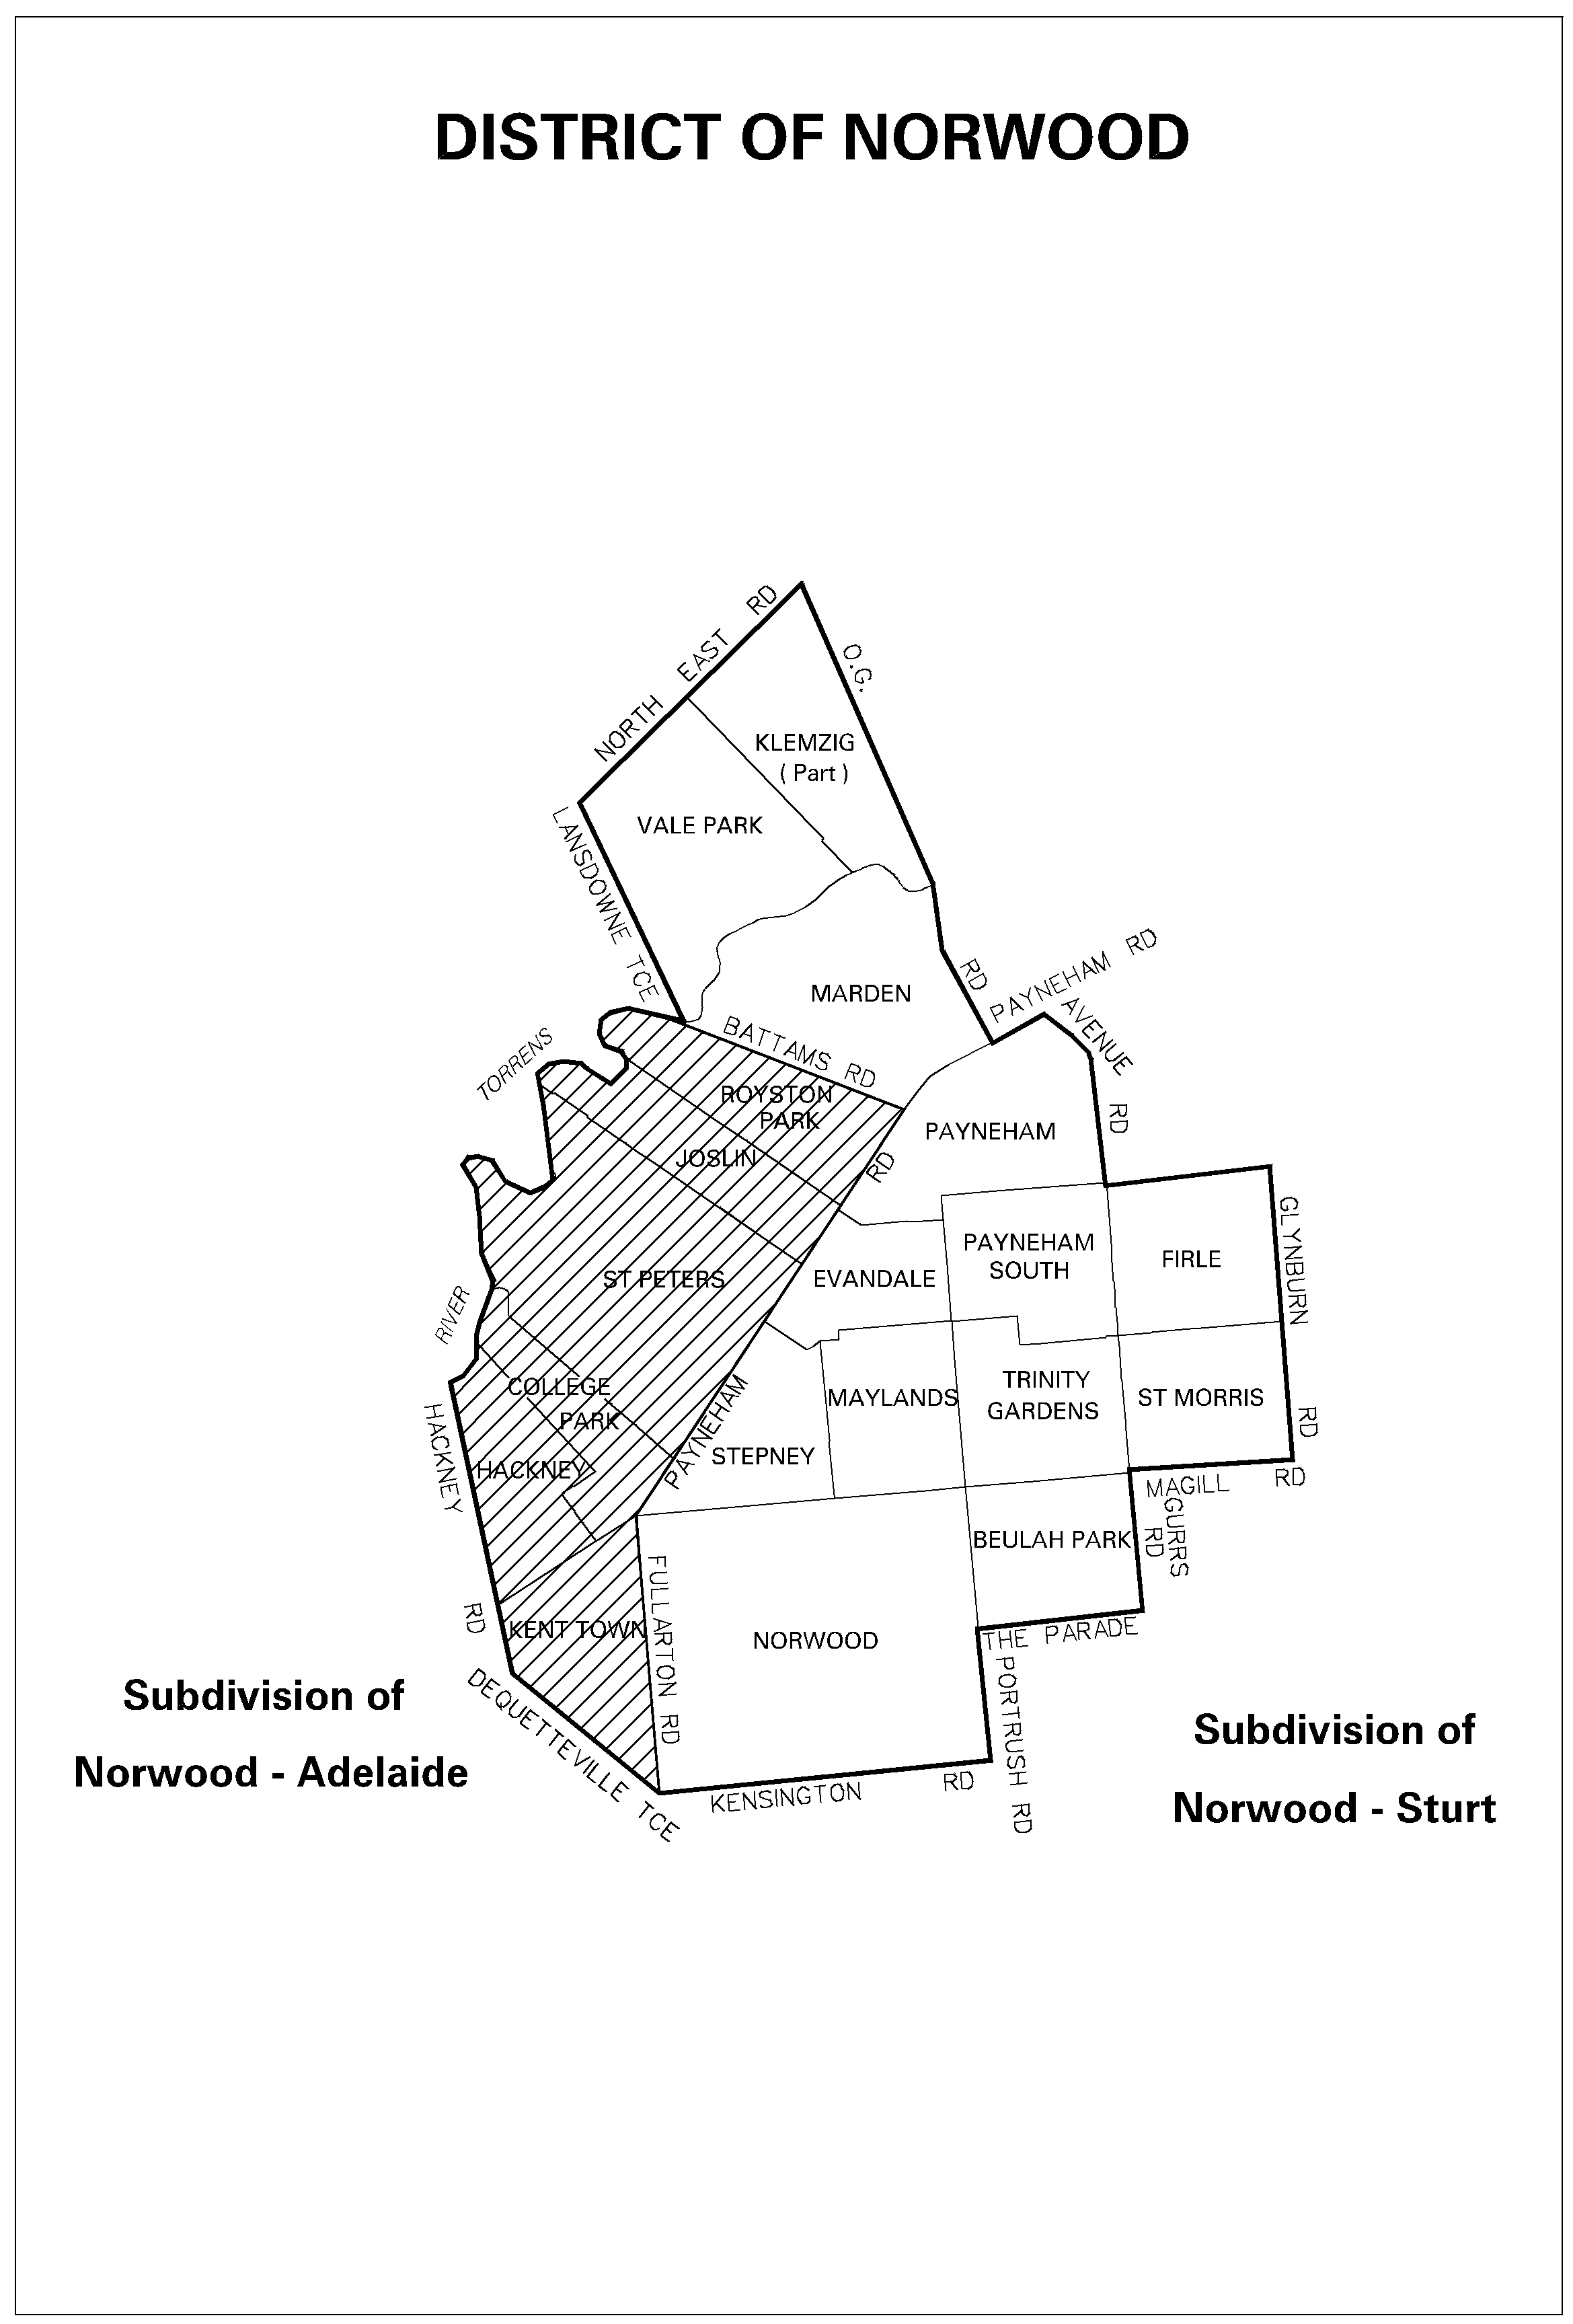 DISTRICT OF NORWOOD
NORTH EAST RD
O.G. RD
KLEMZIG
( Part )
VALE PARK
LANSDOWNE TCE
MARDEN
PAYNEHAM RD
AVENUE RD
BATTAMS RD
TORRENS
ROYSTON
PARK
PAYNEHAM
JOSLIN
PAYNEHAM RD
GLYNBURN RD
PAYNEHAM
SOUTH
FIRLE
ST PETERS
EVANDALE
RIVER
COLLEGE
PARK
MAYLANDS
TRINITY
GARDENS
ST MORRIS
HACKNEY RD
STEPNEY
HACKNEY
MAGILL RD
GURRS
RD
BEULAH PARK
FULLARTON RD
KENT TOWN
NORWOOD
THE PARADE
PORTRUSH RD
DEQUETTEVILLE TCE
KENSINGTON RD
Subdivision of
Norwood - Adelaide
Subdivision of
Norwood - Sturt